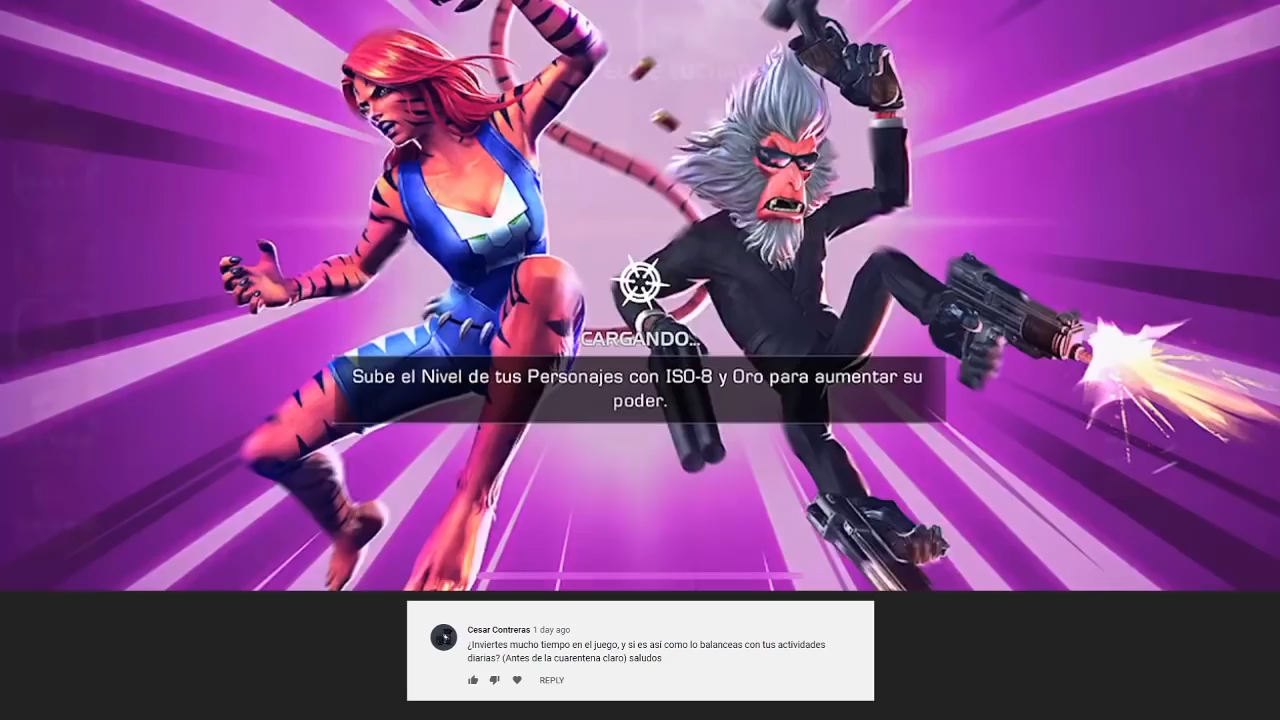 CARGANDO...
Sube el Nivel de tus Personajes con ISO-8 y Oro para aumentar su
poder.
Cesar Contreras 1 day ago
¿Inviertes mucho tiempo en el juego, y si es así como lo balanceas con tus actividades
diarias? (Antes de la cuarentena claro) saludos
REPLY